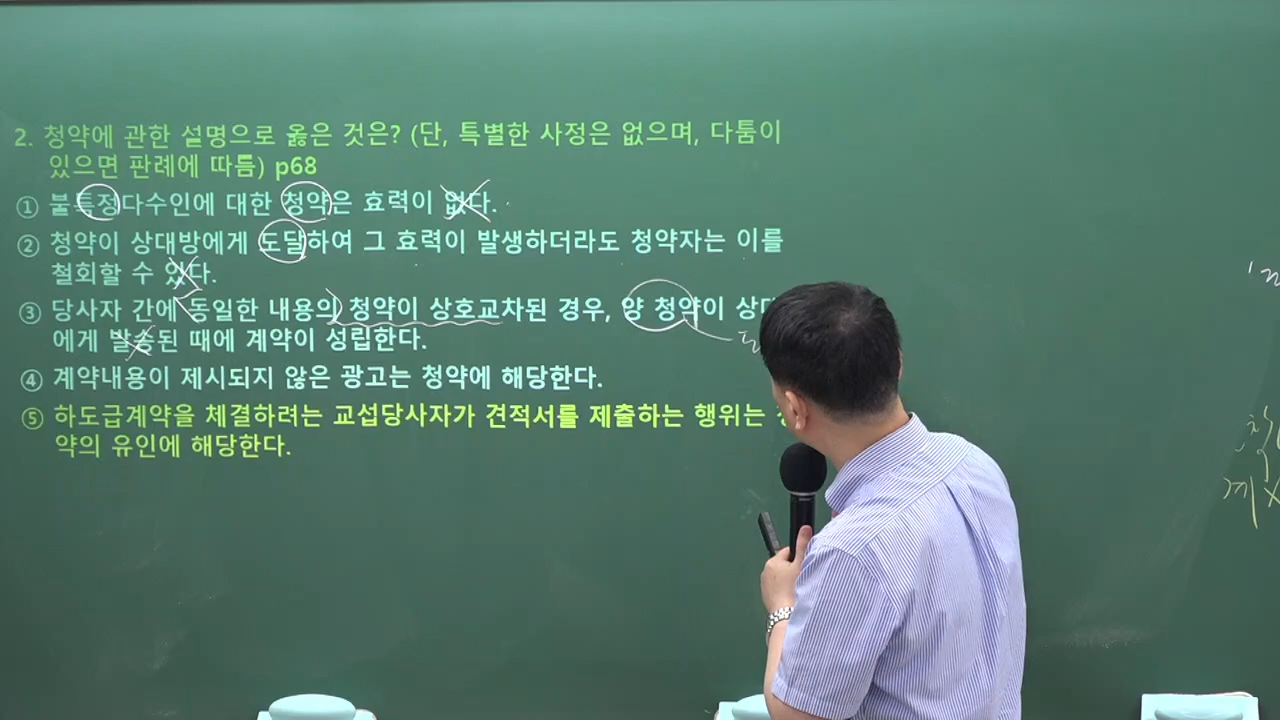 2. 청약에 관한 설명으로 옳은 것은? (단, 특별한 사정은 없으며, 다툼이
있으면 판례에 따름) p68
① 불특정다수인에 대한 청약은 효력이 없다.
② 청약이 상대방에게 도달하여 그 효력이 발생하더라도 청약자는 이를
철회할 수 있다.
③ 당사자 간에 동일한 내용의 청약이 상호교차된 경우, 양 청약이 상대
에게 발송된 때에 계약이 성립한다.
④ 계약내용이 제시되지 않은 광고는 청약에 해당한다.
⑤ 하도급계약을 체결하려는 교섭당사자가 견적서를 제출하는 행위는
약의 유인에 해당한다.